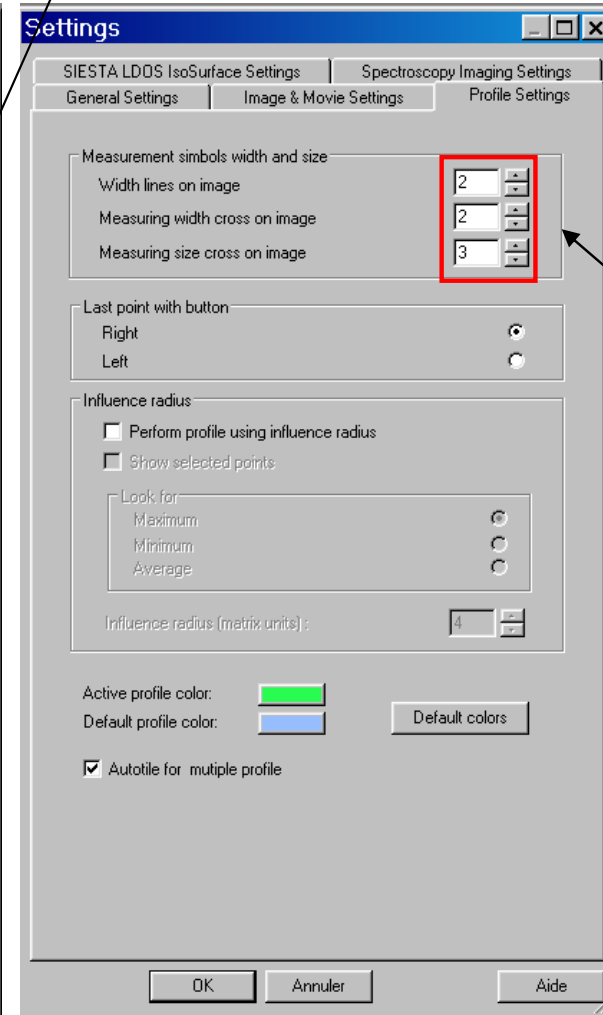 Settings
SIESTA LDOS IsoSurface Settings Spectroscopy Imaging Settings
General Settings Image & Movie Settings Profile Settings
Measurement simbols width and size
Width lines on image 2
Measuring width cross on image 2
Measuring size cross on image 3
Last point with button
Right
Left
Influence radius
Perform profile using influence radius
Show selected points
Look for
Maximum
Minimum
Average
Influence radius (matrix units) : 4
Active profile color:
Default profile color: Default colors
Autotile for mutiple profile
OK Annuler Aide